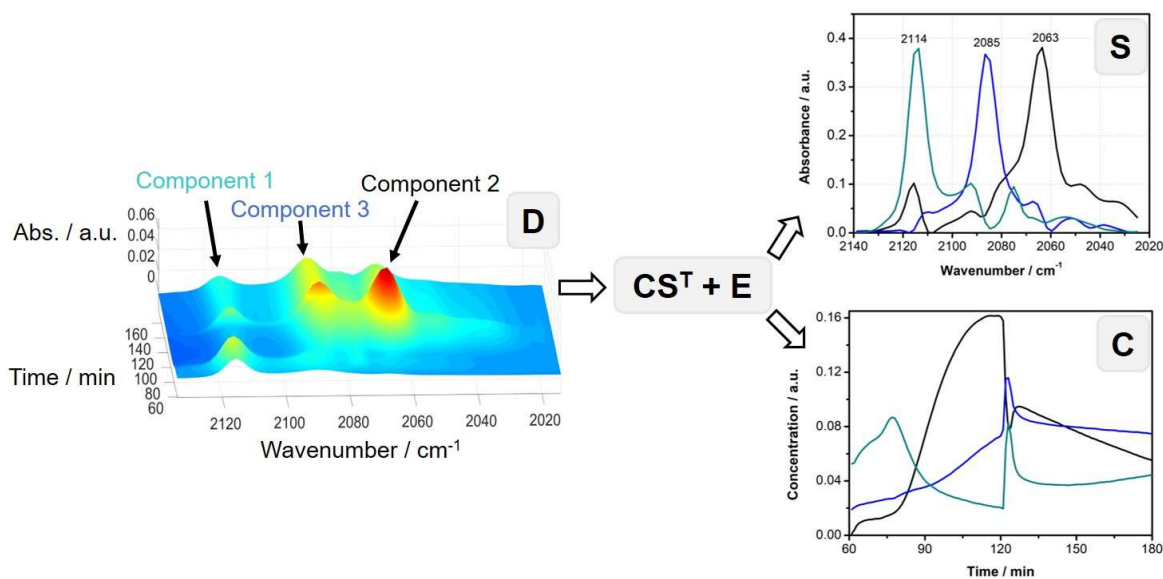 Component 1
Component 2
Component 3
D
Abs. / a.u.
0.06
0.04
0.02
0
160
140
120
100
80
60
Time / min
2120
2100
2080
2060
2040
2020
Wavenumber / cm-1
CST + E
S
2114
2085
2063
0.4
0.3
0.2
0.1
0.0
Absorbance / a.u.
2140
2120
2100
2080
2060
2040
2020
Wavenumber / cm-1
C
0.16
0.12
0.08
0.04
0.00
Concentration / a.u.
60
90
120
150
180
Time / min